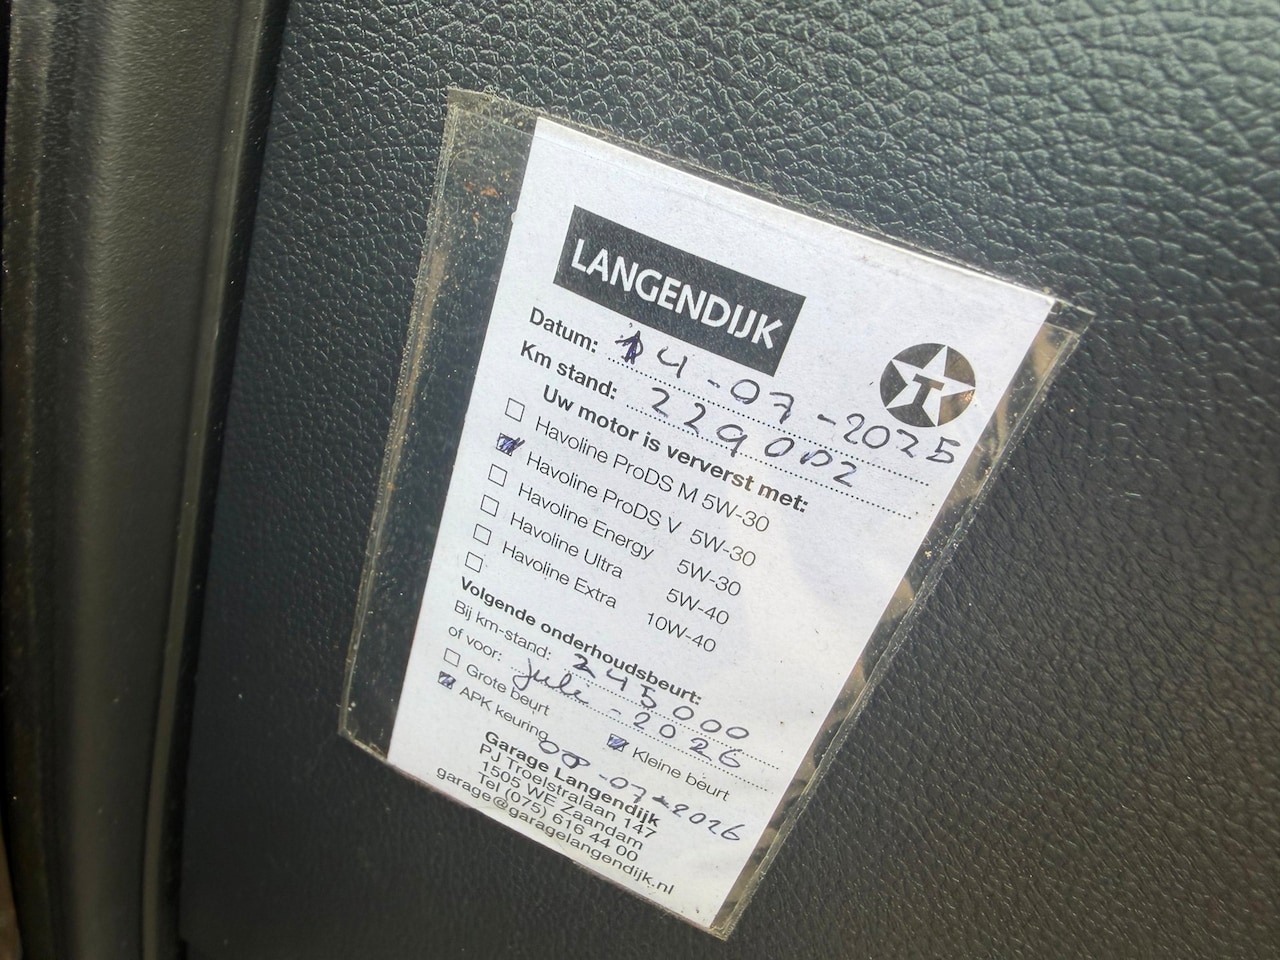 LANGENDIJK
T
Datum: 14-07-2025
Km stand: 229002
Uw motor is ververst met:
Havoline ProDS M 5W-30
Havoline ProDS V 5W-30
Havoline Energy 5W-30
Havoline Ultra 5W-40
Havoline Extra 10W-40
Volgende onderhoudsbeurt:
Bij km-stand: 245000
of voor: juli - 2026
Grote beurt Kleine beurt
APK keuring 08-07-2026
Garage Langendijk
PJ Troelstralaan 147
1505 WE Zaandam
Tel (075) 616 44 00
garage@garagelangendijk.nl